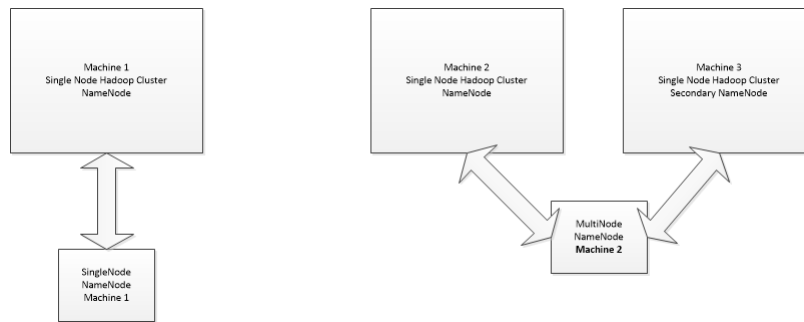 Machine 1
Single Node Hadoop Cluster
NameNode
Machine 2
Single Node Hadoop Cluster
NameNode
Machine 3
Single Node Hadoop Cluster
Secondary NameNode
SingleNode
NameNode
Machine 1
MultiNode
NameNode
Machine 2